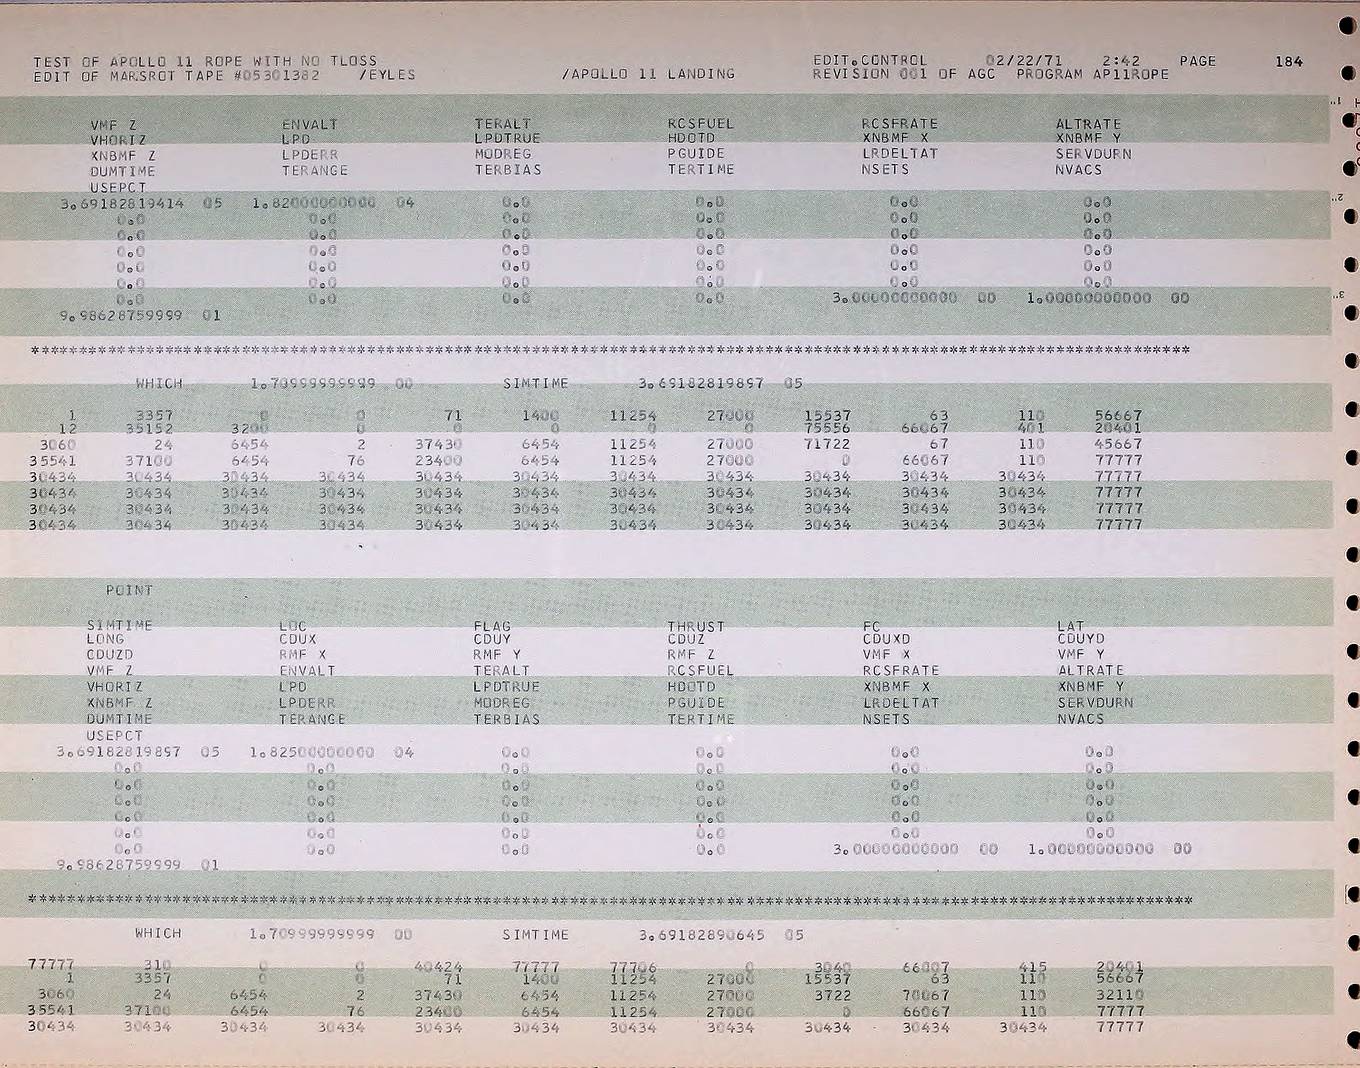 TEST OF APOLLO 11 ROPE WITH NO TLOSS EDIT.CONTROL 02/22/71 2:42 PAGE 184
EDIT OF MARSROT TAPE #05301382 /EYLES /APOLLO 11 LANDING REVISION 001 OF AGC PROGRAM AP11ROPE
VMF Z ENVALT TERALT RCSFUEL RCSFRATE ALTRATE
VHORIZ LPD LPDTRUE HDOTD XNBMF X XNBMF Y
XNBMF Z LPDERR MODREG PGUIDE LRDELTAT SERVDURN
DUMTIME TERANGE TERBIAS TERTIME NSETS NVACS
USEPCT
3.69182819414 05 1.82000000000 04 0.0 0.0 0.0 0.0
0.0 0.0 0.0 0.0 0.0 0.0
0.0 0.0 0.0 0.0 0.0 0.0
0.0 0.0 0.0 0.0 0.0 0.0
0.0 0.0 0.0 0.0 0.0 0.0
0.0 0.0 0.0 0.0 0.0 0.0
0.0 0.0 0.0 0.0 3.00000000000 00 1.00000000000 00
9.98628759999 01
************************************************************************************************************************
WHICH 1.70999999999 00 SIMTIME 3.69182819897 05
1 3357 0 0 71 1400 11254 27000 15537 63 110 56667
12 35152 3200 0 0 0 0 0 75556 66067 401 20401
3060 24 6454 2 37430 6454 11254 27000 71722 67 110 45667
35541 37100 6454 76 23400 6454 11254 27000 0 66067 110 77777
30434 30434 30434 30434 30434 30434 30434 30434 30434 30434 30434 77777
30434 30434 30434 30434 30434 30434 30434 30434 30434 30434 30434 77777
30434 30434 30434 30434 30434 30434 30434 30434 30434 30434 30434 77777
30434 30434 30434 30434 30434 30434 30434 30434 30434 30434 30434 77777
POINT
SIMTIME LOC FLAG THRUST FC LAT
LONG CDUX CDUY CDUZ CDUXD CDUYD
CDUZD RMF X RMF Y RMF Z VMF X VMF Y
VMF Z ENVALT TERALT RCSFUEL RCSFRATE ALTRATE
VHORIZ LPD LPDTRUE HDOTD XNBMF X XNBMF Y
XNBMF Z LPDERR MODREG PGUIDE LRDELTAT SERVDURN
DUMTIME TERANGE TERBIAS TERTIME NSETS NVACS
USEPCT
3.69182819897 05 1.82500000000 04 0.0 0.0 0.0 0.0
0.0 0.0 0.0 0.0 0.0 0.0
0.0 0.0 0.0 0.0 0.0 0.0
0.0 0.0 0.0 0.0 0.0 0.0
0.0 0.0 0.0 0.0 0.0 0.0
0.0 0.0 0.0 0.0 0.0 0.0
0.0 0.0 0.0 0.0 3.00000000000 00 1.00000000000 00
9.98628759999 01
************************************************************************************************************************
WHICH 1.70999999999 00 SIMTIME 3.69182890645 05
77777 310 0 0 40424 77777 77706 0 3040 66007 415 20401
1 3357 0 0 71 1400 11254 27000 15537 63 110 56667
3060 24 6454 2 37430 6454 11254 27000 3722 70067 110 32110
35541 37100 6454 76 23400 6454 11254 27000 0 66067 110 77777
30434 30434 30434 30434 30434 30434 30434 30434 30434 30434 30434 77777